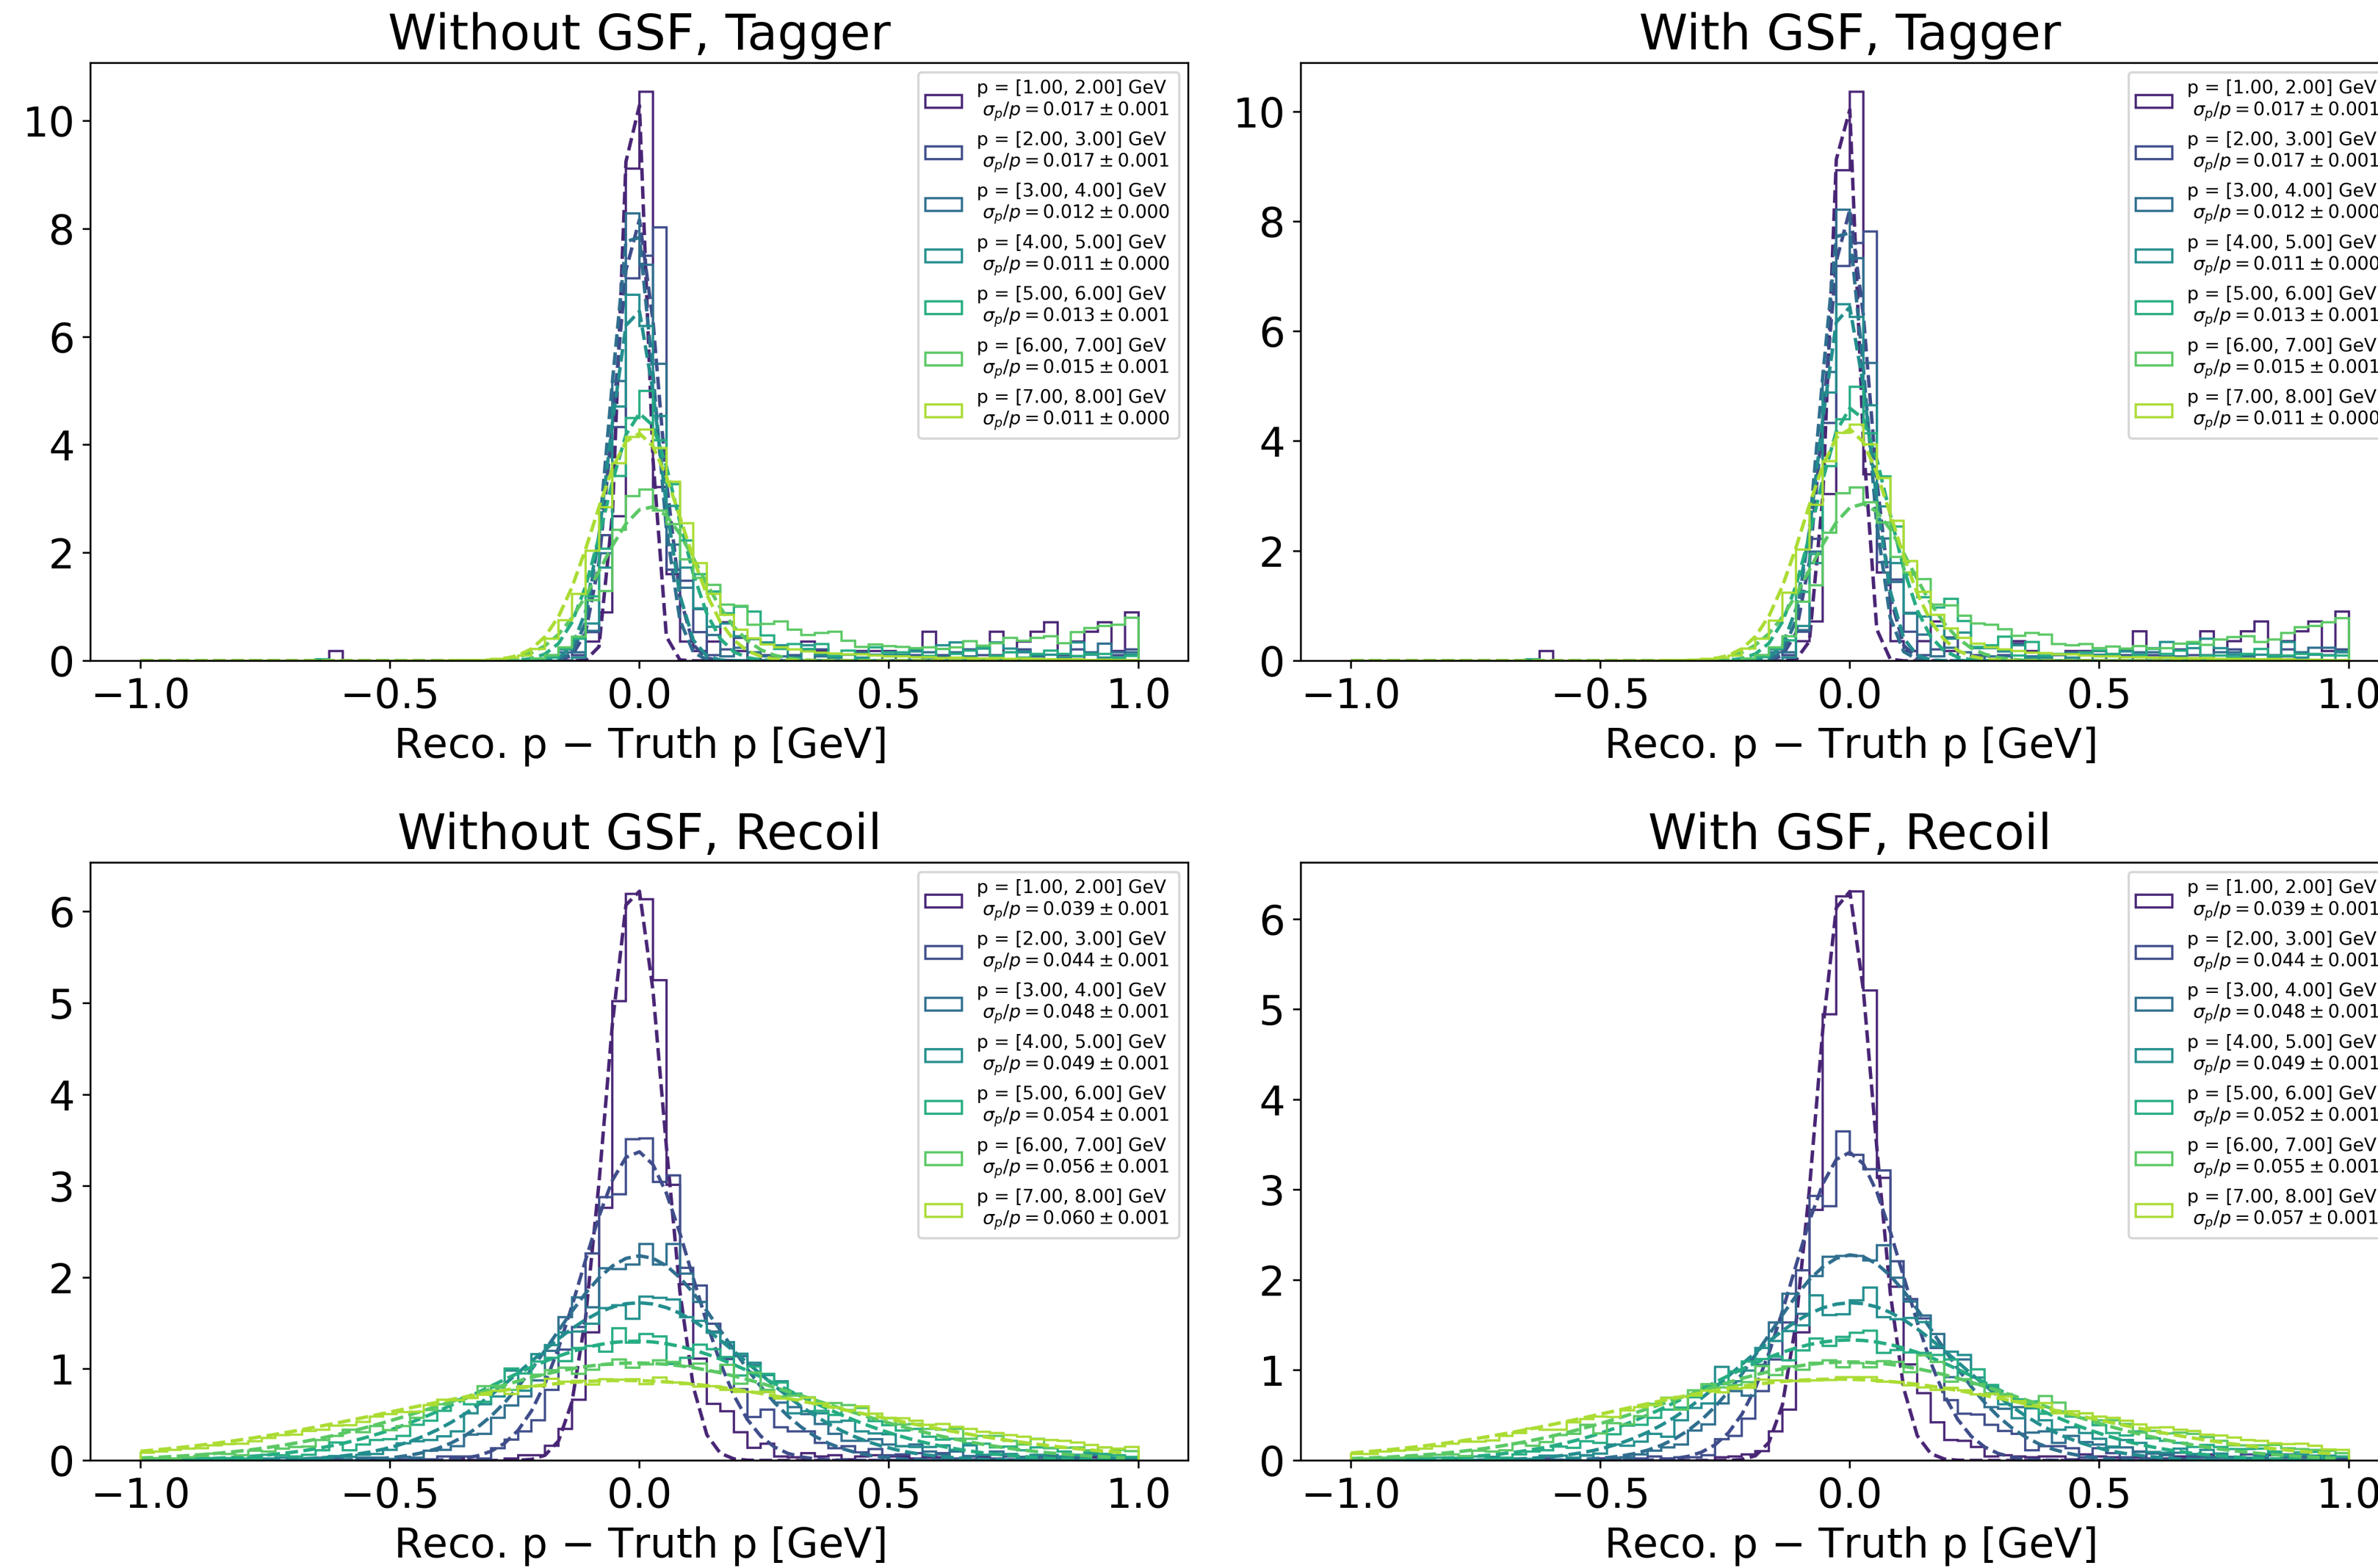 Without GSF, Tagger
10
8
6
4
2
0
−1.0 −0.5 0.0 0.5 1.0
Reco. p − Truth p [GeV]
p = [1.00, 2.00] GeV
σp/p = 0.017 ± 0.001
p = [2.00, 3.00] GeV
σp/p = 0.017 ± 0.001
p = [3.00, 4.00] GeV
σp/p = 0.012 ± 0.000
p = [4.00, 5.00] GeV
σp/p = 0.011 ± 0.000
p = [5.00, 6.00] GeV
σp/p = 0.013 ± 0.001
p = [6.00, 7.00] GeV
σp/p = 0.015 ± 0.001
p = [7.00, 8.00] GeV
σp/p = 0.011 ± 0.000
With GSF, Tagger
10
8
6
4
2
0
−1.0 −0.5 0.0 0.5 1.0
Reco. p − Truth p [GeV]
p = [1.00, 2.00] GeV
σp/p = 0.017 ± 0.001
p = [2.00, 3.00] GeV
σp/p = 0.017 ± 0.001
p = [3.00, 4.00] GeV
σp/p = 0.012 ± 0.000
p = [4.00, 5.00] GeV
σp/p = 0.011 ± 0.000
p = [5.00, 6.00] GeV
σp/p = 0.013 ± 0.001
p = [6.00, 7.00] GeV
σp/p = 0.015 ± 0.001
p = [7.00, 8.00] GeV
σp/p = 0.011 ± 0.000
Without GSF, Recoil
6
5
4
3
2
1
0
−1.0 −0.5 0.0 0.5 1.0
Reco. p − Truth p [GeV]
p = [1.00, 2.00] GeV
σp/p = 0.039 ± 0.001
p = [2.00, 3.00] GeV
σp/p = 0.044 ± 0.001
p = [3.00, 4.00] GeV
σp/p = 0.048 ± 0.001
p = [4.00, 5.00] GeV
σp/p = 0.049 ± 0.001
p = [5.00, 6.00] GeV
σp/p = 0.054 ± 0.001
p = [6.00, 7.00] GeV
σp/p = 0.056 ± 0.001
p = [7.00, 8.00] GeV
σp/p = 0.060 ± 0.001
With GSF, Recoil
6
5
4
3
2
1
0
−1.0 −0.5 0.0 0.5 1.0
Reco. p − Truth p [GeV]
p = [1.00, 2.00] GeV
σp/p = 0.039 ± 0.001
p = [2.00, 3.00] GeV
σp/p = 0.044 ± 0.001
p = [3.00, 4.00] GeV
σp/p = 0.048 ± 0.001
p = [4.00, 5.00] GeV
σp/p = 0.049 ± 0.001
p = [5.00, 6.00] GeV
σp/p = 0.052 ± 0.001
p = [6.00, 7.00] GeV
σp/p = 0.055 ± 0.001
p = [7.00, 8.00] GeV
σp/p = 0.057 ± 0.001